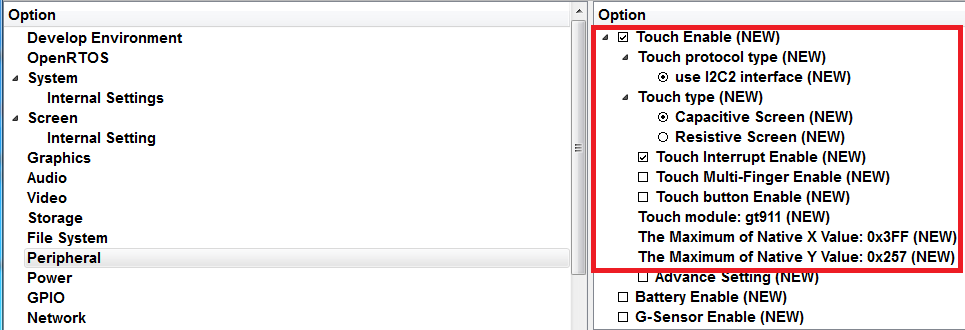 Option
Develop Environment
OpenRTOS
System
Internal Settings
Screen
Internal Setting
Graphics
Audio
Video
Storage
File System
Peripheral
Power
GPIO
Network
Option
Touch Enable (NEW)
Touch protocol type (NEW)
use I2C2 interface (NEW)
Touch type (NEW)
Capacitive Screen (NEW)
Resistive Screen (NEW)
Touch Interrupt Enable (NEW)
Touch Multi-Finger Enable (NEW)
Touch button Enable (NEW)
Touch module: gt911 (NEW)
The Maximum of Native X Value: 0x3FF (NEW)
The Maximum of Native Y Value: 0x257 (NEW)
Advance Setting (NEW)
Battery Enable (NEW)
G-Sensor Enable (NEW)